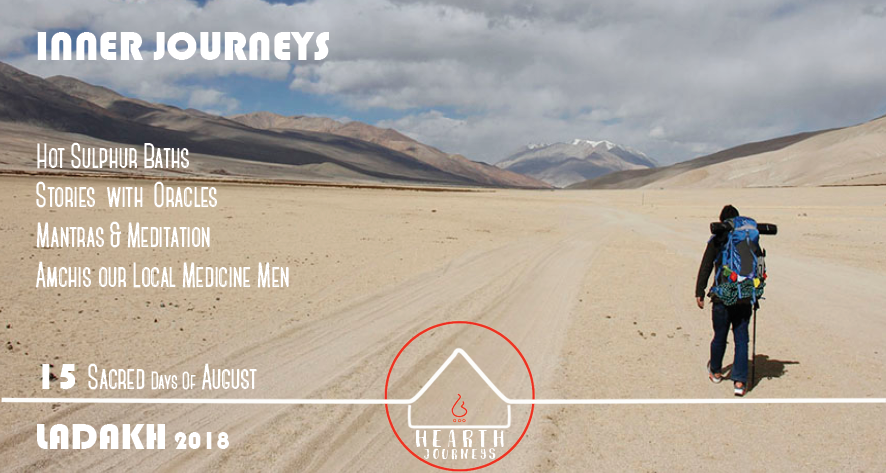 INNER JOURNEYS
HOT SULPHUR BATHS
STORIES WITH ORACLES
MANTRAS & MEDITATION
AMCHIS OUR LOCAL MEDICINE MEN
15 SACRED DAYS OF AUGUST
LADAKH 2018
HEARTH
JOURNEYS